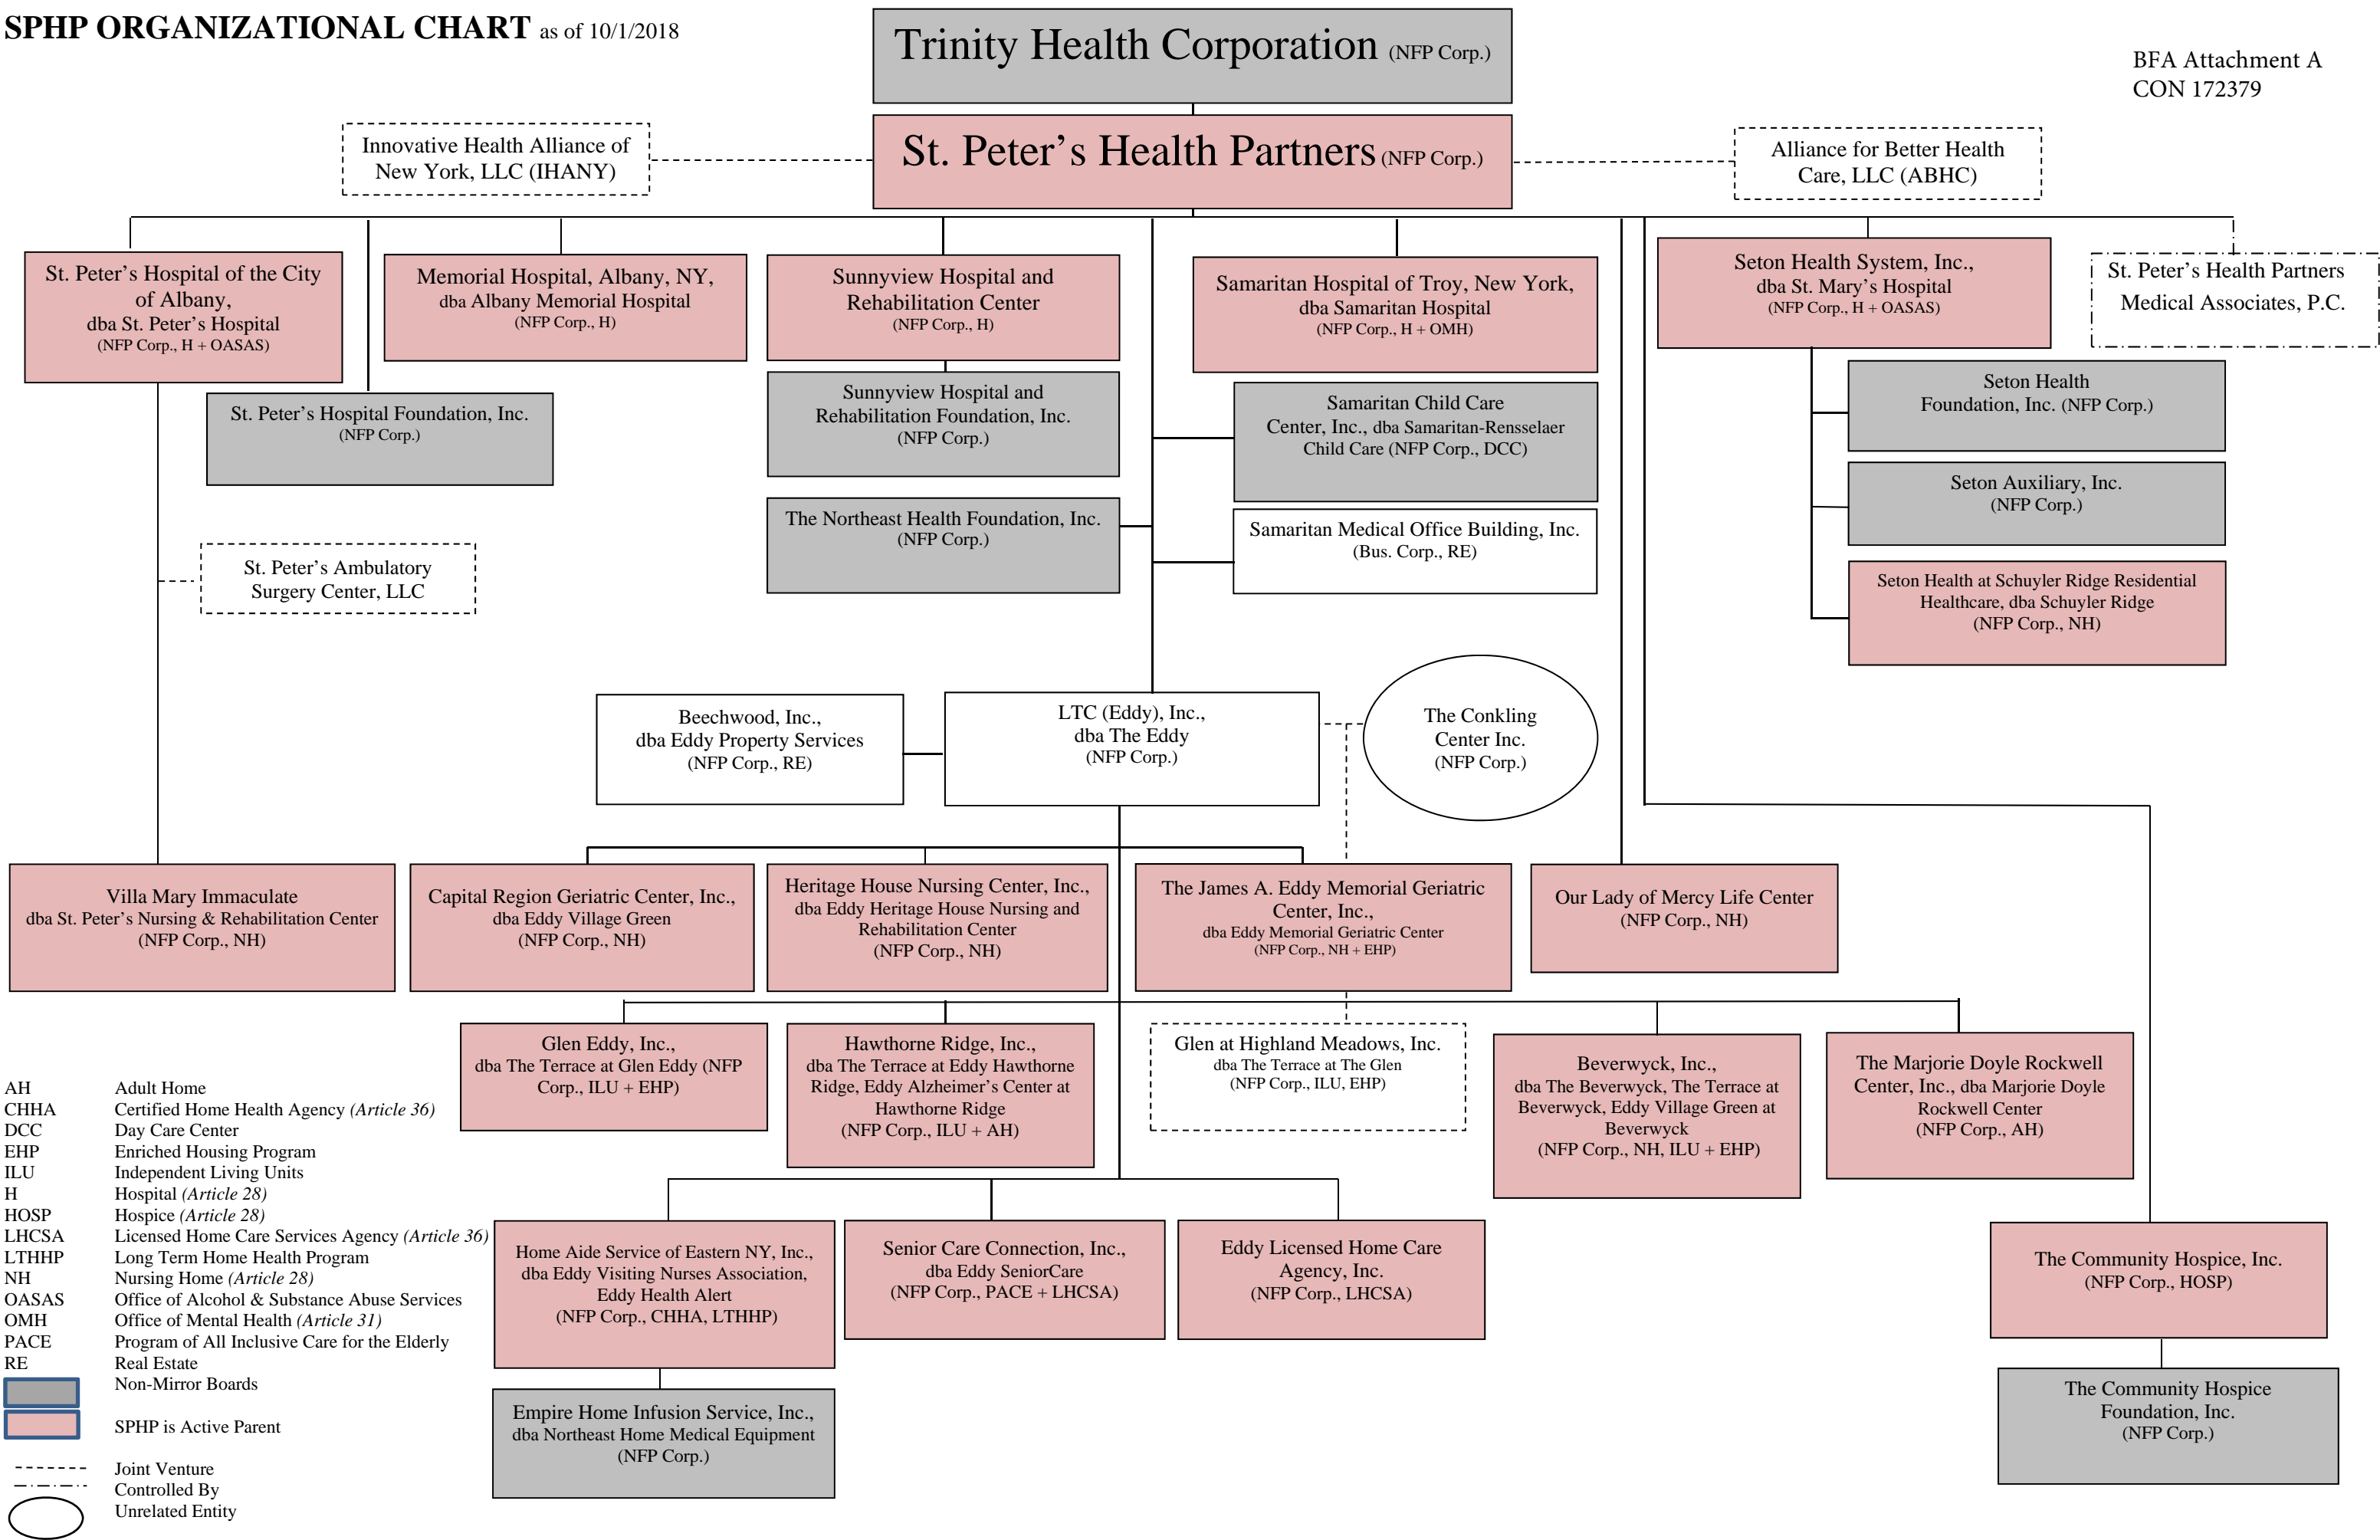 SPHP ORGANIZATIONAL CHART as of 10/1/2018
Trinity Health Corporation (NFP Corp.)
BFA Attachment A
CON 172379
Innovative Health Alliance of
New York, LLC (IHANY)
St. Peter's Health Partners (NFP Corp.)
Alliance for Better Health
Care, LLC (ABHC)
St. Peter's Hospital of the City
of Albany,
dba St. Peter's Hospital
(NFP Corp., H + OASAS)
Memorial Hospital, Albany, NY,
dba Albany Memorial Hospital
(NFP Corp., H)
Sunnyview Hospital and
Rehabilitation Center
(NFP Corp., H)
Samaritan Hospital of Troy, New York,
dba Samaritan Hospital
(NFP Corp., H + OMH)
Seton Health System, Inc.,
dba St. Mary's Hospital
(NFP Corp., H + OASAS)
St. Peter's Health Partners
Medical Associates, P.C.
St. Peter's Hospital Foundation, Inc.
(NFP Corp.)
Sunnyview Hospital and
Rehabilitation Foundation, Inc.
(NFP Corp.)
Samaritan Child Care
Center, Inc., dba Samaritan-Rensselaer
Child Care (NFP Corp., DCC)
Seton Health
Foundation, Inc. (NFP Corp.)
Seton Auxiliary, Inc.
(NFP Corp.)
The Northeast Health Foundation, Inc.
(NFP Corp.)
Samaritan Medical Office Building, Inc.
(Bus. Corp., RE)
St. Peter's Ambulatory
Surgery Center, LLC
Seton Health at Schuyler Ridge Residential
Healthcare, dba Schuyler Ridge
(NFP Corp., NH)
Beechwood, Inc.,
dba Eddy Property Services
(NFP Corp., RE)
LTC (Eddy), Inc.,
dba The Eddy
(NFP Corp.)
The Conkling
Center Inc.
(NFP Corp.)
Villa Mary Immaculate
dba St. Peter's Nursing & Rehabilitation Center
(NFP Corp., NH)
Capital Region Geriatric Center, Inc.,
dba Eddy Village Green
(NFP Corp., NH)
Heritage House Nursing Center, Inc.,
dba Eddy Heritage House Nursing and
Rehabilitation Center
(NFP Corp., NH)
The James A. Eddy Memorial Geriatric
Center, Inc.,
dba Eddy Memorial Geriatric Center
(NFP Corp., NH + EHP)
Our Lady of Mercy Life Center
(NFP Corp., NH)
Glen Eddy, Inc.,
dba The Terrace at Glen Eddy (NFP
Corp., ILU + EHP)
Hawthorne Ridge, Inc.,
dba The Terrace at Eddy Hawthorne
Ridge, Eddy Alzheimer's Center at
Hawthorne Ridge
(NFP Corp., ILU + AH)
Glen at Highland Meadows, Inc.
dba The Terrace at The Glen
(NFP Corp., ILU, EHP)
Beverwyck, Inc.,
dba The Beverwyck, The Terrace at
Beverwyck, Eddy Village Green at
Beverwyck
(NFP Corp., NH, ILU + EHP)
The Marjorie Doyle Rockwell
Center, Inc., dba Marjorie Doyle
Rockwell Center
(NFP Corp., AH)
Home Aide Service of Eastern NY, Inc.,
dba Eddy Visiting Nurses Association,
Eddy Health Alert
(NFP Corp., CHHA, LTHHP)
Senior Care Connection, Inc.,
dba Eddy SeniorCare
(NFP Corp., PACE + LHCSA)
Eddy Licensed Home Care
Agency, Inc.
(NFP Corp., LHCSA)
The Community Hospice, Inc.
(NFP Corp., HOSP)
Empire Home Infusion Service, Inc.,
dba Northeast Home Medical Equipment
(NFP Corp.)
The Community Hospice
Foundation, Inc.
(NFP Corp.)
AH Adult Home
CHHA Certified Home Health Agency (Article 36)
DCC Day Care Center
EHP Enriched Housing Program
ILU Independent Living Units
H Hospital (Article 28)
HOSP Hospice (Article 28)
LHCSA Licensed Home Care Services Agency (Article 36)
LTHHP Long Term Home Health Program
NH Nursing Home (Article 28)
OASAS Office of Alcohol & Substance Abuse Services
OMH Office of Mental Health (Article 31)
PACE Program of All Inclusive Care for the Elderly
RE Real Estate
Non-Mirror Boards
SPHP is Active Parent
Joint Venture
Controlled By
Unrelated Entity